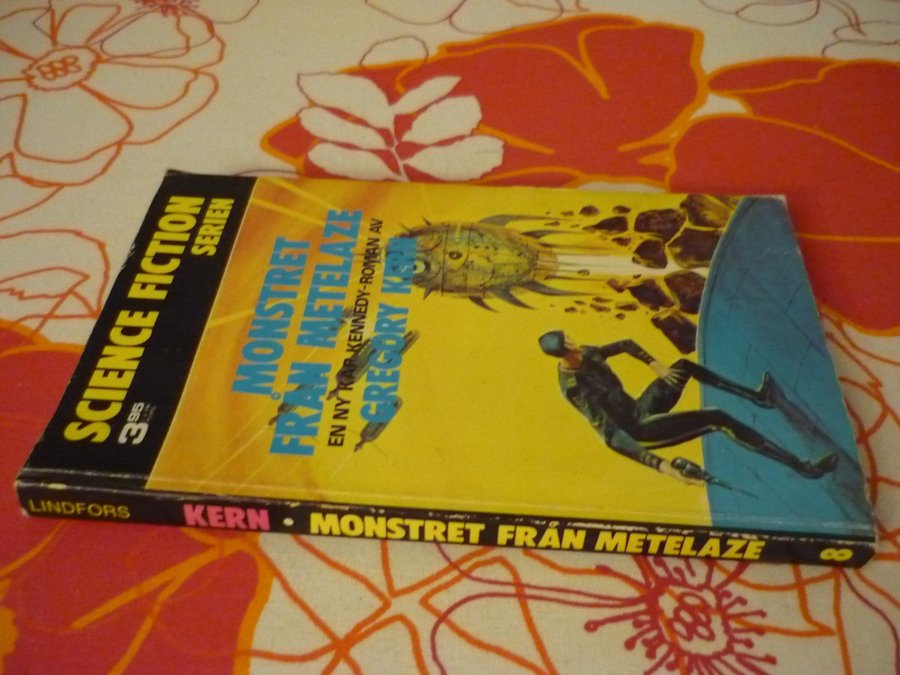 SCIENCE FICTION
SERIEN
3.95
MONSTRET
FRÅN METELAZE
EN NY KAP KENNEDY-ROMAN AV
GREGORY KERN
LINDFORS KERN · MONSTRET FRÅN METELAZE 8